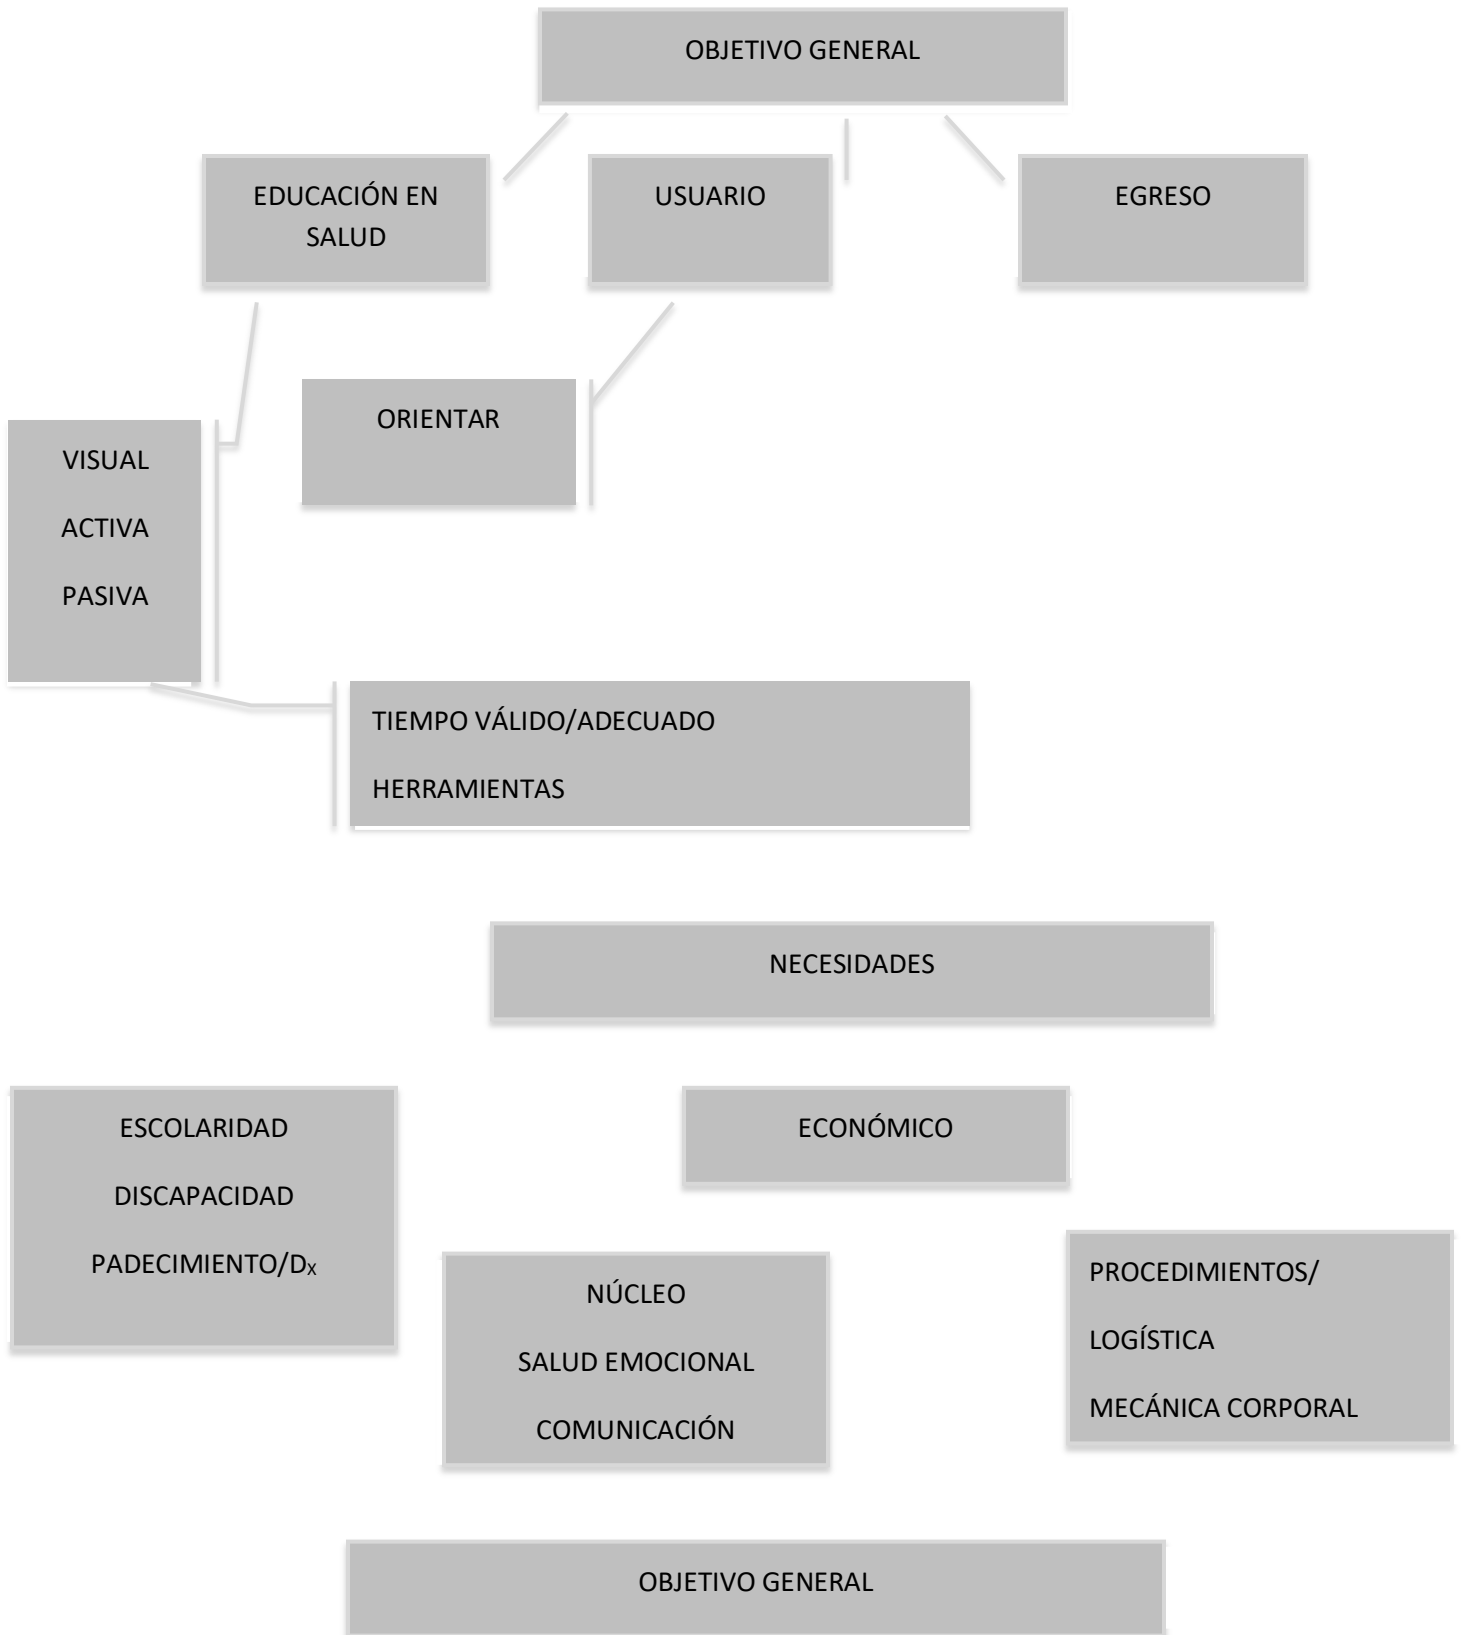 OBJETIVO GENERAL
EDUCACIÓN EN
SALUD
USUARIO
EGRESO
ORIENTAR
VISUAL
ACTIVA
PASIVA
TIEMPO VÁLIDO/ADECUADO
HERRAMIENTAS
NECESIDADES
ESCOLARIDAD
DISCAPACIDAD
PADECIMIENTO/Dx
ECONÓMICO
NÚCLEO
SALUD EMOCIONAL
COMUNICACIÓN
PROCEDIMIENTOS/
LOGÍSTICA
MECÁNICA CORPORAL
OBJETIVO GENERAL